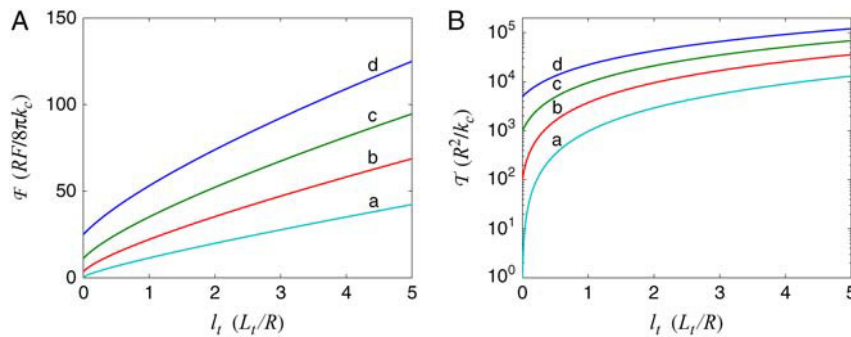 A
150
100
50
0
ℱ (RF/8πk_c)
d
c
b
a
0 1 2 3 4 5
l_t (L_t/R)
B
10^5
10^4
10^3
10^2
10^1
10^0
𝒯 (R^2/k_c)
d
c
b
a
0 1 2 3 4 5
l_t (L_t/R)